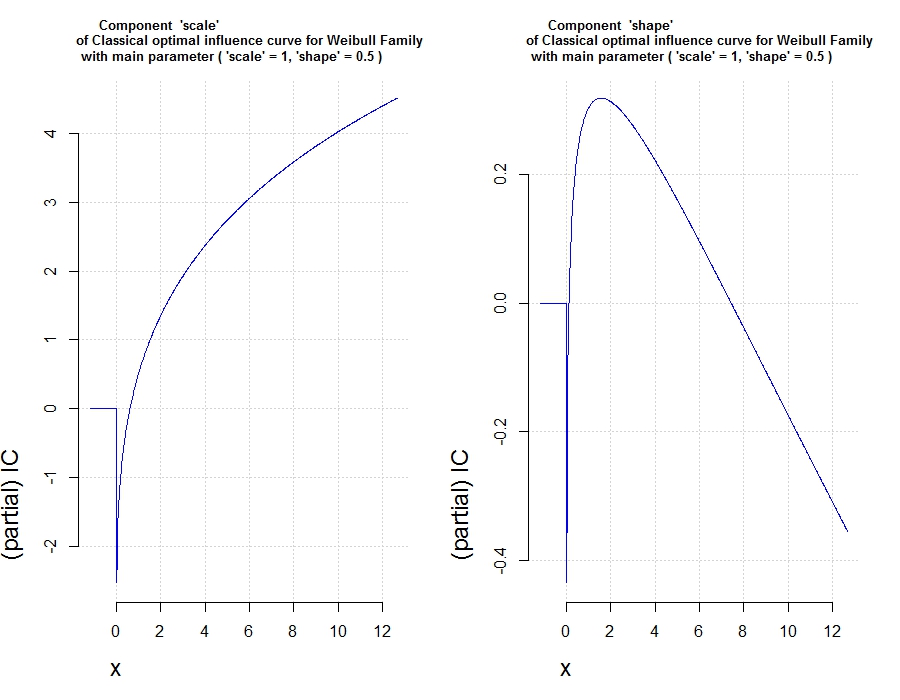 Component 'scale'
of Classical optimal influence curve for Weibull Family
with main parameter ( 'scale' = 1, 'shape' = 0.5 )
(partial) IC
4
3
2
1
0
-1
-2
0 2 4 6 8 10 12
x
Component 'shape'
of Classical optimal influence curve for Weibull Family
with main parameter ( 'scale' = 1, 'shape' = 0.5 )
(partial) IC
0.2
0.0
-0.2
-0.4
0 2 4 6 8 10 12
x